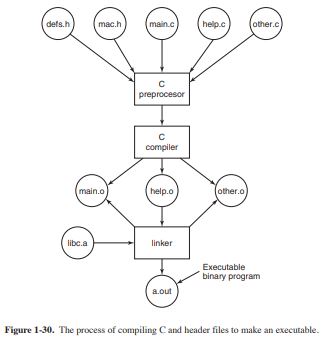 defs.h mac.h main.c help.c other.c
C
preprocesor
C
compiler
main.o help.o other.o
libc.a linker
Executable
binary program
a.out
Figure 1-30. The process of compiling C and header files to make an executable.